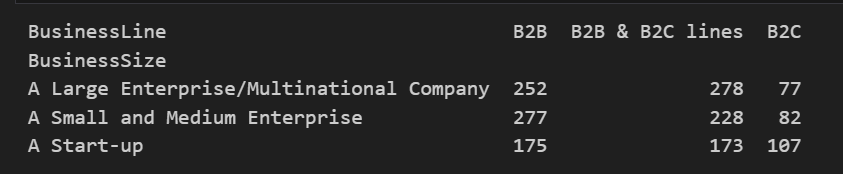 BusinessLine B2B B2B & B2C lines B2C
BusinessSize
A Large Enterprise/Multinational Company 252 278 77
A Small and Medium Enterprise 277 228 82
A Start-up 175 173 107